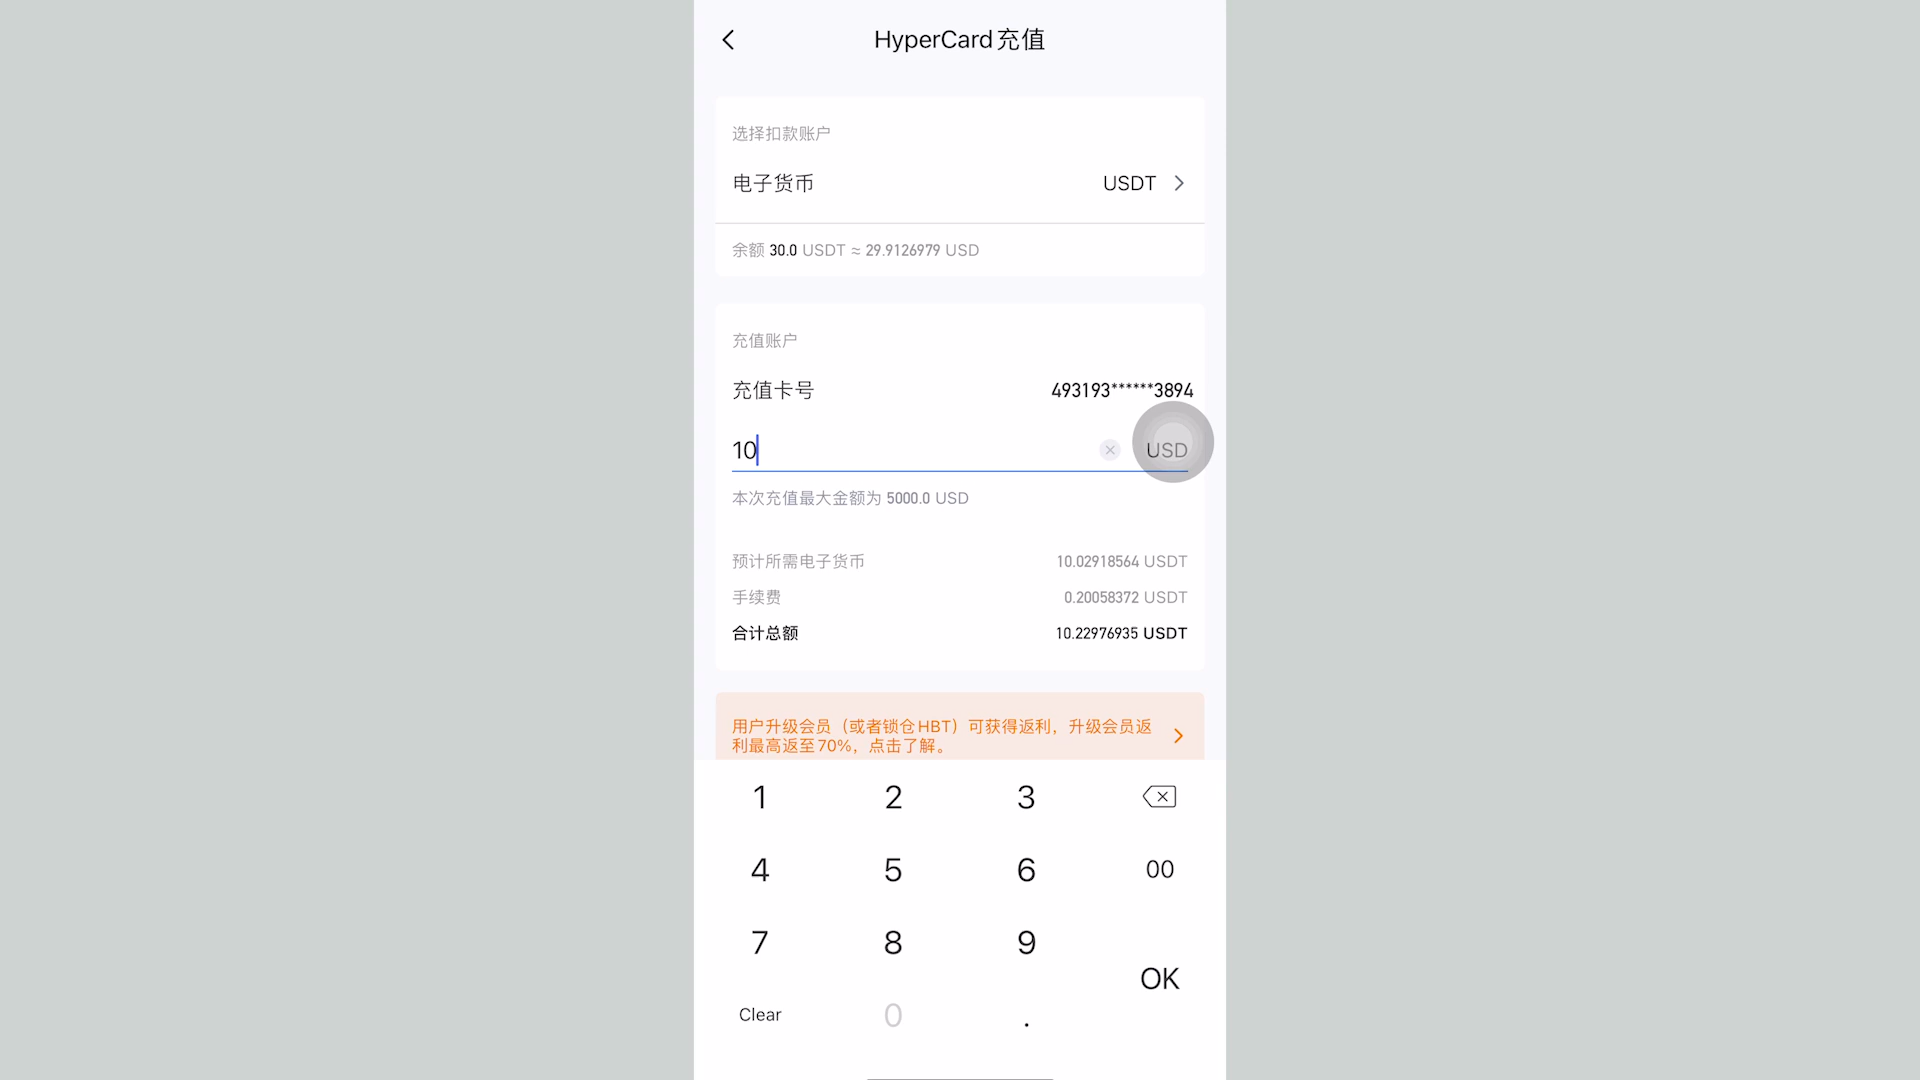 HyperCard充值
选择扣款账户
电子货币 USDT
余额 30.0 USDT ≈ 29.9126979 USD
充值账户
充值卡号 493193******3894
10 USD
本次充值最大金额为 5000.0 USD
预计所需电子货币 10.02918564 USDT
手续费 0.20058372 USDT
合计总额 10.22976935 USDT
用户升级会员（或者锁仓HBT）可获得返利，升级会员返
利最高返至70%，点击了解。
1 2 3
4 5 6 00
7 8 9
OK
Clear 0 .